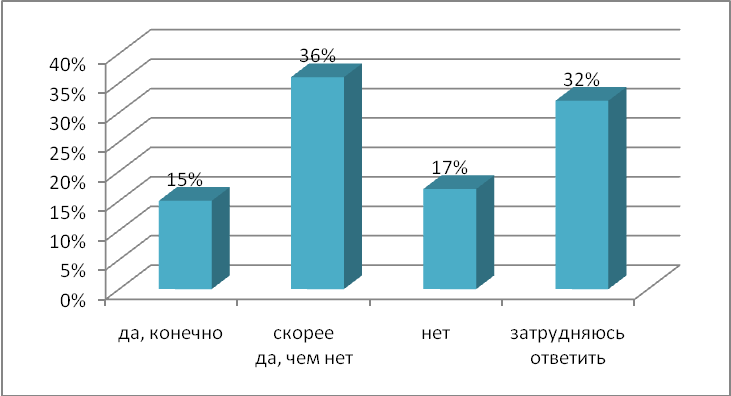 40%
35%
30%
25%
20%
15%
10%
5%
0%
15%
36%
17%
32%
да, конечно
скорее
да, чем нет
нет
затрудняюсь
ответить